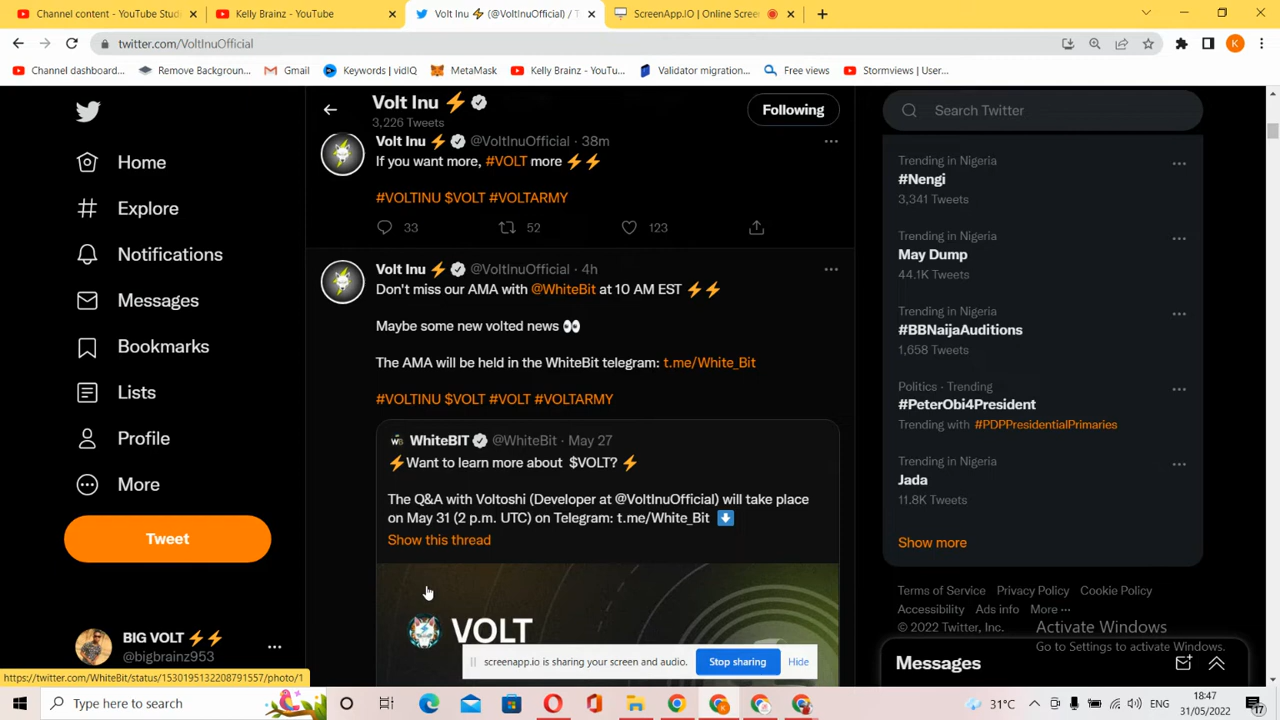 Content content - YouTube Stud
Kelly Brainz - YouTube
Volt Inu ⚡ (@VoltInuOfficial) / T
ScreenApp.IO | Online Scree
twitter.com/VoltInuOfficial
Channel dashboard...
Remove Backgroun...
Gmail
Keywords | vidIQ
MetaMask
Kelly Brainz - YouTu...
Validator migration...
Free views
Stormviews | User...
Home
Explore
Notifications
Messages
Bookmarks
Lists
Profile
More
Tweet
BIG VOLT ⚡⚡
@bigbrainz953
https://twitter.com/WhiteBit/status/1530195132208791557/photo/1
Volt Inu ⚡
3,226 Tweets
Following
Volt Inu ⚡ @VoltInuOfficial · 38m
If you want more, #VOLT more ⚡⚡
#VOLTINU $VOLT #VOLTARMY
33 52 123
Volt Inu ⚡ @VoltInuOfficial · 4h
Don't miss our AMA with @WhiteBit at 10 AM EST ⚡⚡
Maybe some new volted news 👀
The AMA will be held in the WhiteBit telegram: t.me/White_Bit
#VOLTINU $VOLT #VOLT #VOLTARMY
WhiteBIT @WhiteBit · May 27
⚡Want to learn more about $VOLT? ⚡
The Q&A with Voltoshi (Developer at @VoltInuOfficial) will take place
on May 31 (2 p.m. UTC) on Telegram: t.me/White_Bit ⬇
Show this thread
VOLT
screenapp.io is sharing your screen and audio.
Stop sharing
Hide
Search Twitter
Trending in Nigeria
#Nengi
3,341 Tweets
Trending in Nigeria
May Dump
44.1K Tweets
Trending in Nigeria
#BBNaijaAuditions
1,658 Tweets
Politics · Trending
#PeterObi4President
Trending with #PDPPresidentialPrimaries
Trending in Nigeria
Jada
11.8K Tweets
Show more
Terms of Service Privacy Policy Cookie Policy
Accessibility Ads info More ···
© 2022 Twitter, Inc.
Activate Windows
Go to Settings to activate Windows.
Messages
Type here to search
31°C
ENG
18:47
31/05/2022
17